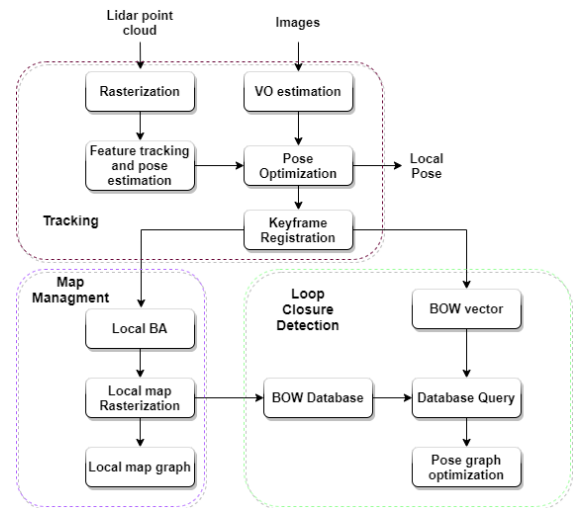 Lidar point
cloud
Images
Rasterization
VO estimation
Feature tracking
and pose
estimation
Pose
Optimization
Local
Pose
Tracking
Keyframe
Registration
Map
Managment
Loop
Closure
Detection
Local BA
BOW vector
Local map
Rasterization
BOW Database
Database Query
Local map graph
Pose graph
optimization